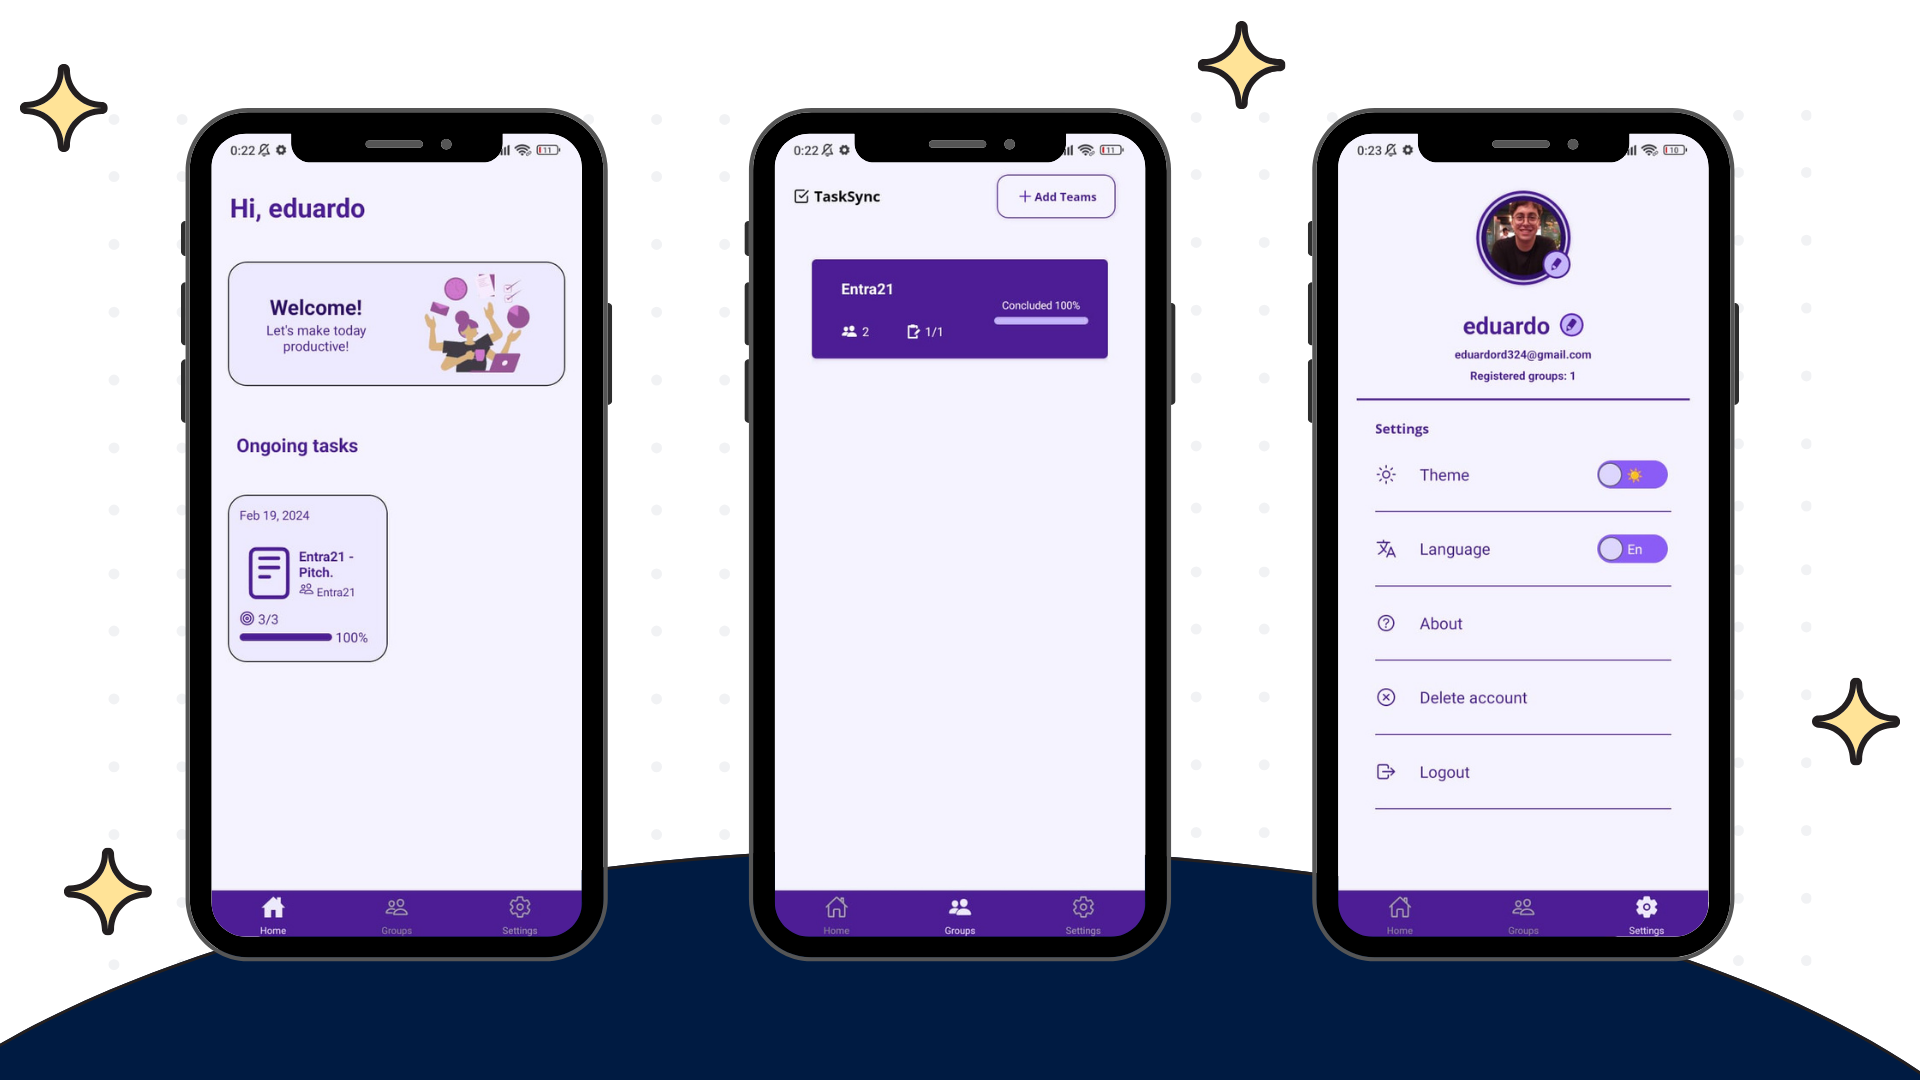 0:22
11
Hi, eduardo
Welcome!
Let's make today
productive!
Ongoing tasks
Feb 19, 2024
Entra21 -
Pitch.
Entra21
3/3
100%
Home
Groups
Settings
0:22
11
TaskSync
+ Add Teams
Entra21
Concluded 100%
2
1/1
Home
Groups
Settings
0:23
10
eduardo
eduardord324@gmail.com
Registered groups: 1
Settings
Theme
Language
En
About
Delete account
Logout
Home
Groups
Settings